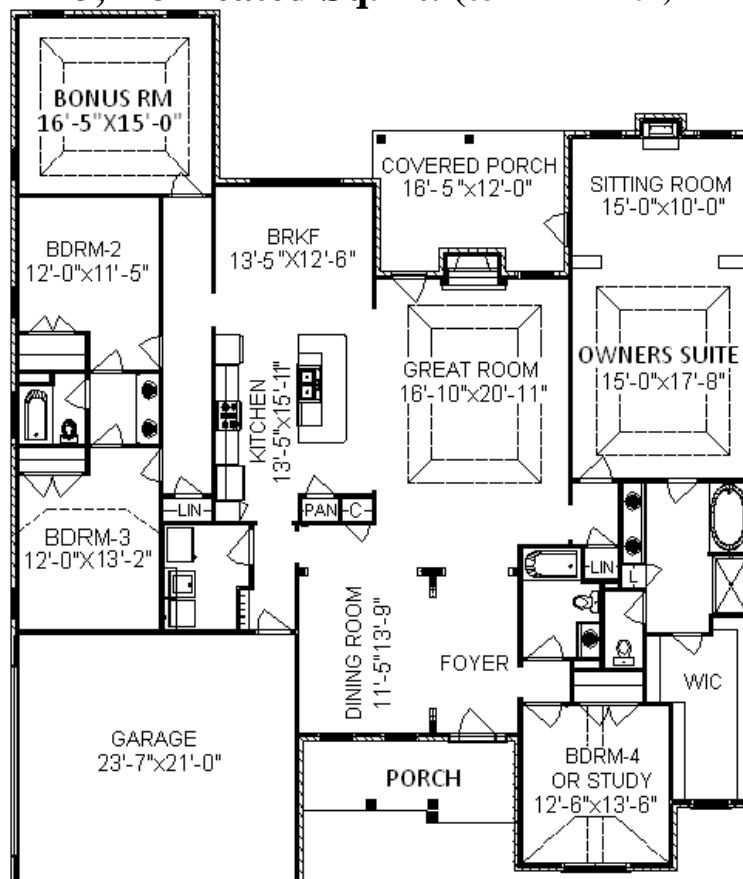 BONUS RM
16'-5"X15'-0"
COVERED PORCH
16'-5"x12'-0"
SITTING ROOM
15'-0"x10'-0"
BDRM-2
12'-0"x11'-5"
BRKF
13'-5"X12'-6"
GREAT ROOM
16'-10"x20'-11"
OWNERS SUITE
15'-0"x17'-8"
KITCHEN
13'-5"x15'-11"
LIN
PAN
C
BDRM-3
12'-0"X13'-2"
LIN
L
DINING ROOM
11'-5"13'-9"
FOYER
WIC
GARAGE
23'-7"x21'-0"
PORCH
BDRM-4
OR STUDY
12'-6"x13'-6"